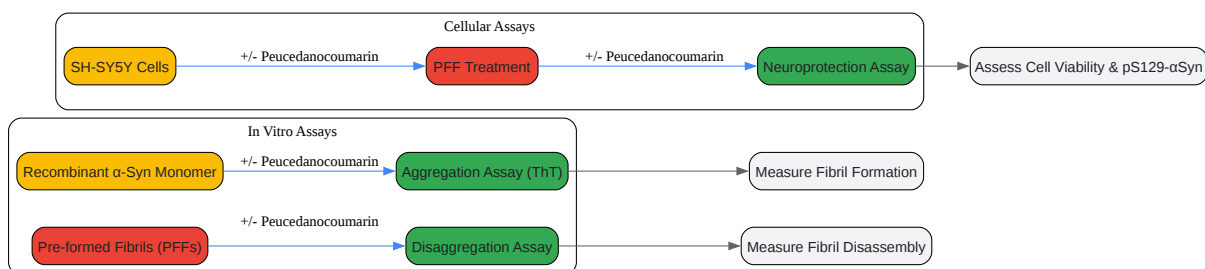 Cellular Assays
SH-SY5Y Cells
+/- Peucedanocoumarin
PFF Treatment
+/- Peucedanocoumarin
Neuroprotection Assay
Assess Cell Viability & pS129-αSyn
In Vitro Assays
Recombinant α-Syn Monomer
+/- Peucedanocoumarin
Aggregation Assay (ThT)
Measure Fibril Formation
Pre-formed Fibrils (PFFs)
+/- Peucedanocoumarin
Disaggregation Assay
Measure Fibril Disassembly